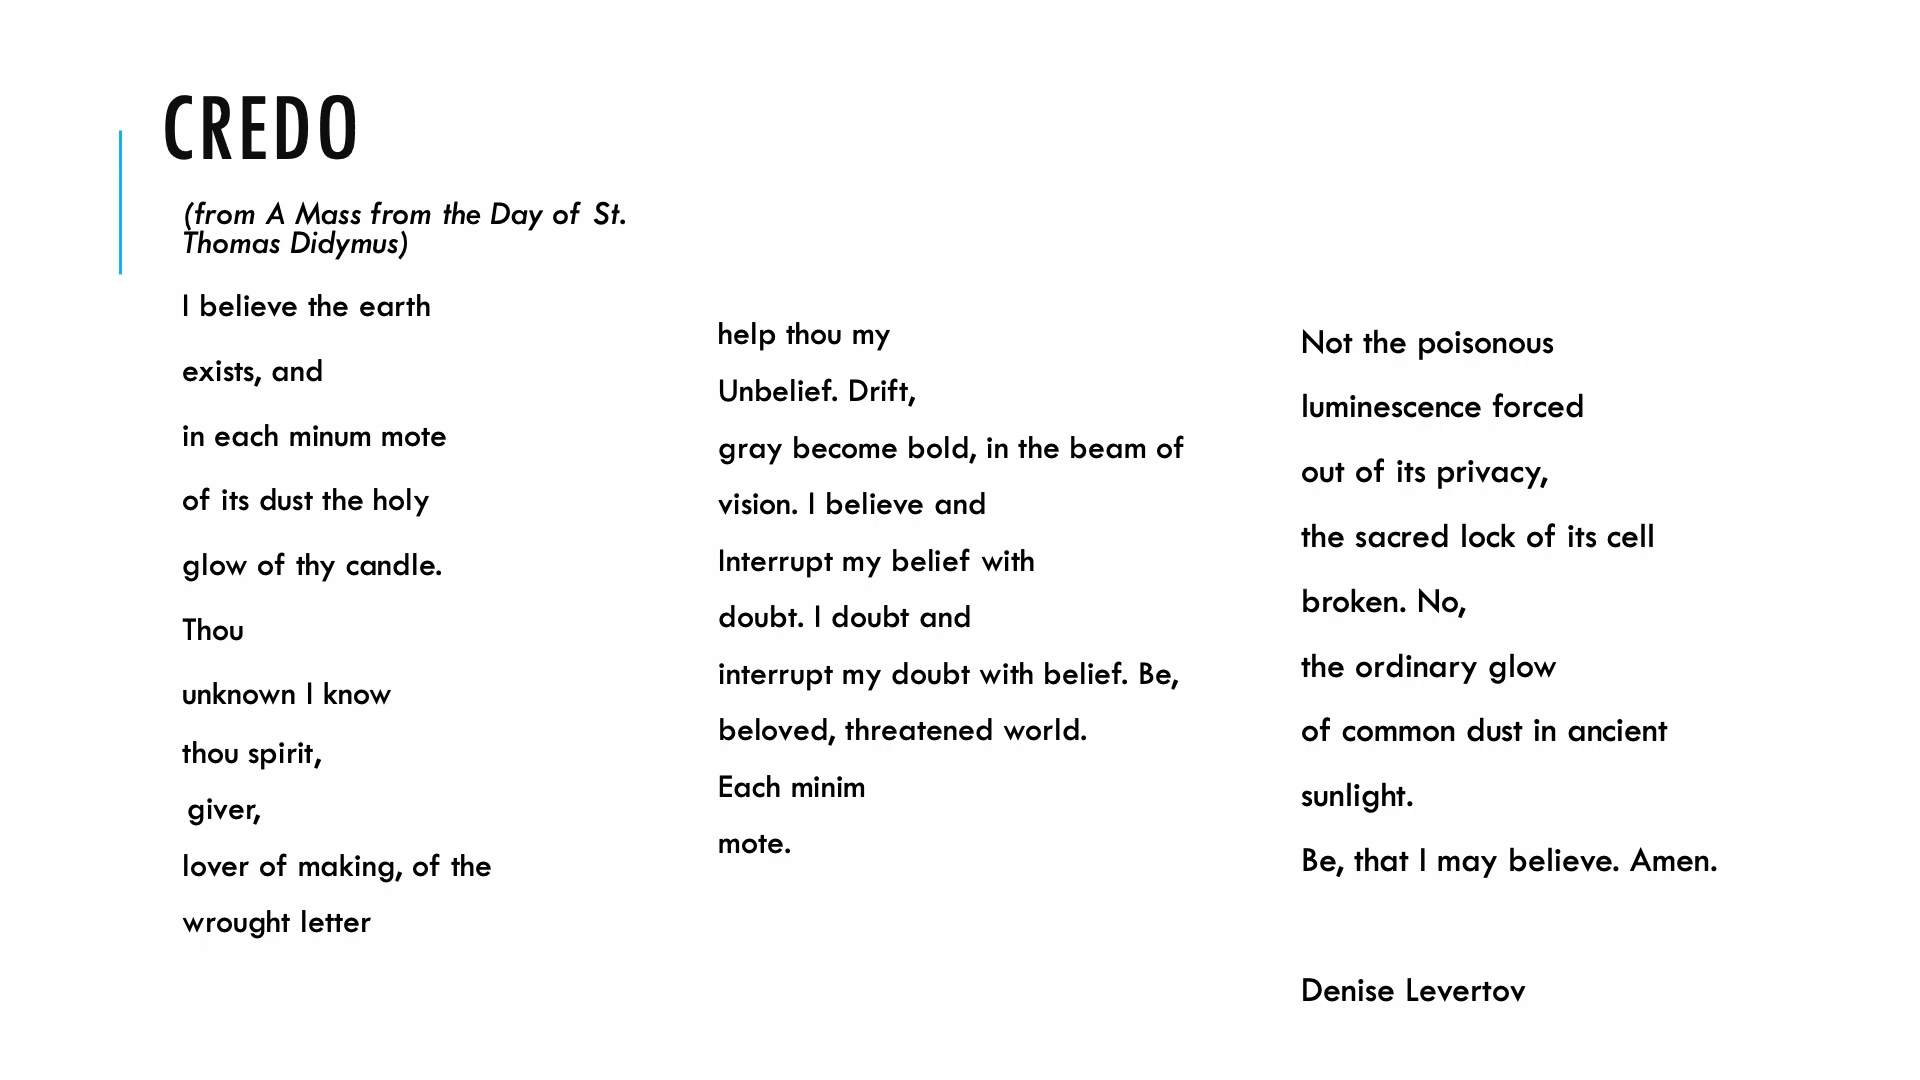 CREDO
(from A Mass from the Day of St.
Thomas Didymus)
I believe the earth
exists, and
in each minum mote
of its dust the holy
glow of thy candle.
Thou
unknown I know
thou spirit,
giver,
lover of making, of the
wrought letter
help thou my
Unbelief. Drift,
gray become bold, in the beam of
vision. I believe and
Interrupt my belief with
doubt. I doubt and
interrupt my doubt with belief. Be,
beloved, threatened world.
Each minim
mote.
Not the poisonous
luminescence forced
out of its privacy,
the sacred lock of its cell
broken. No,
the ordinary glow
of common dust in ancient
sunlight.
Be, that I may believe. Amen.
Denise Levertov